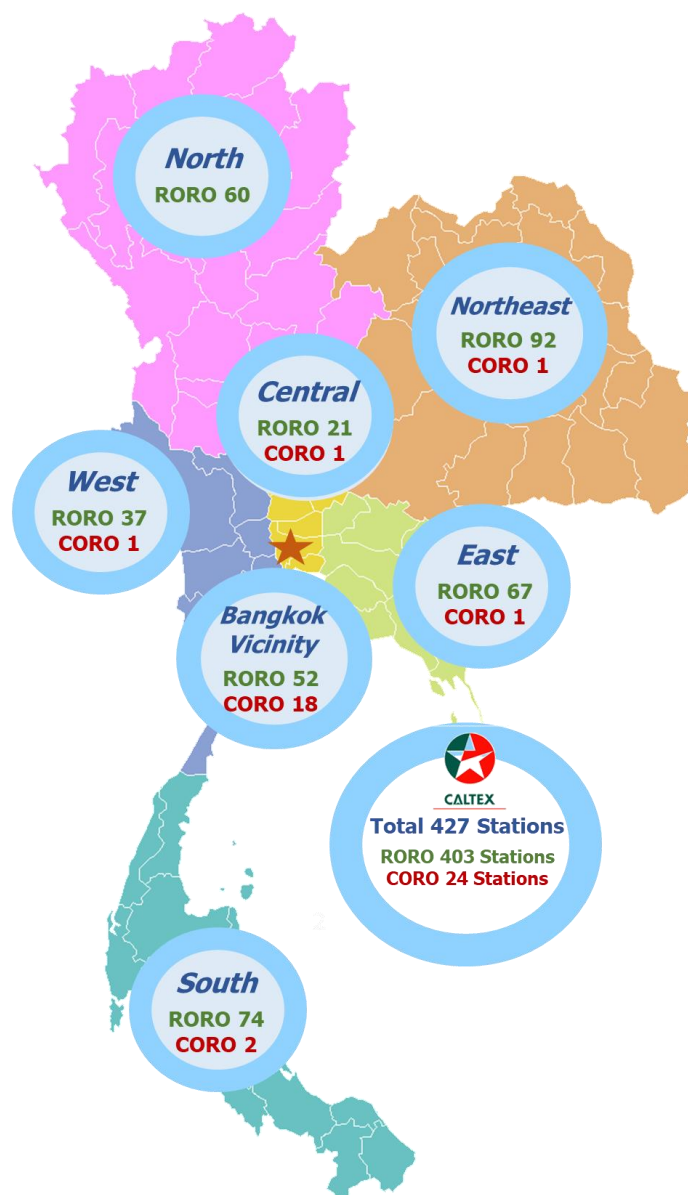 North
RORO 60
Northeast
RORO 92
CORO 1
Central
RORO 21
CORO 1
West
RORO 37
CORO 1
East
RORO 67
CORO 1
Bangkok
Vicinity
RORO 52
CORO 18
CALTEX
Total 427 Stations
RORO 403 Stations
CORO 24 Stations
2
South
RORO 74
CORO 2